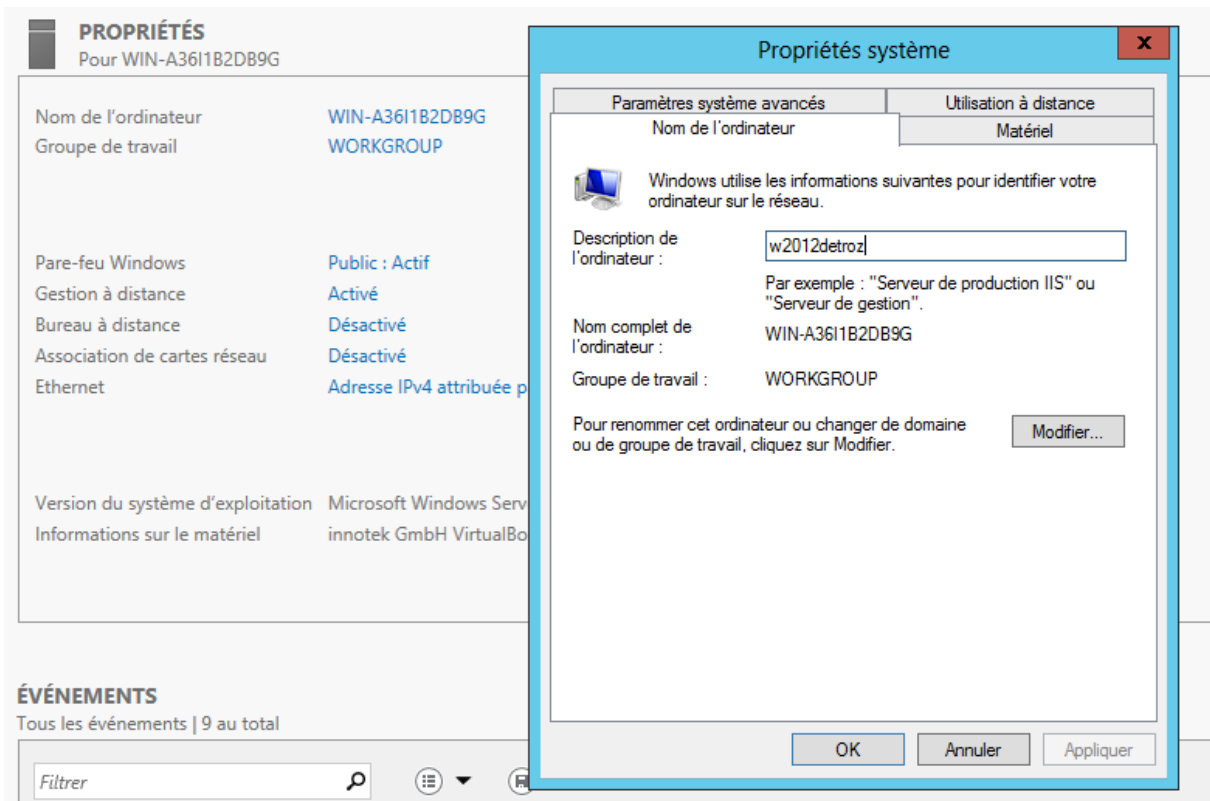 PROPRIÉTÉS
Pour WIN-A36I1B2DB9G
Nom de l'ordinateur WIN-A36I1B2DB9G
Groupe de travail WORKGROUP
Pare-feu Windows Public : Actif
Gestion à distance Activé
Bureau à distance Désactivé
Association de cartes réseau Désactivé
Ethernet Adresse IPv4 attribuée p
Version du système d'exploitation Microsoft Windows Serv
Informations sur le matériel innotek GmbH VirtualBo
ÉVÉNEMENTS
Tous les événements | 9 au total
Filtrer
Propriétés système
x
Paramètres système avancés Utilisation à distance
Nom de l'ordinateur Matériel
Windows utilise les informations suivantes pour identifier votre
ordinateur sur le réseau.
Description de
l'ordinateur :
w2012detroz
Par exemple : "Serveur de production IIS" ou
"Serveur de gestion".
Nom complet de
l'ordinateur :
WIN-A36I1B2DB9G
Groupe de travail : WORKGROUP
Pour renommer cet ordinateur ou changer de domaine
ou de groupe de travail, cliquez sur Modifier.
Modifier...
OK Annuler Appliquer